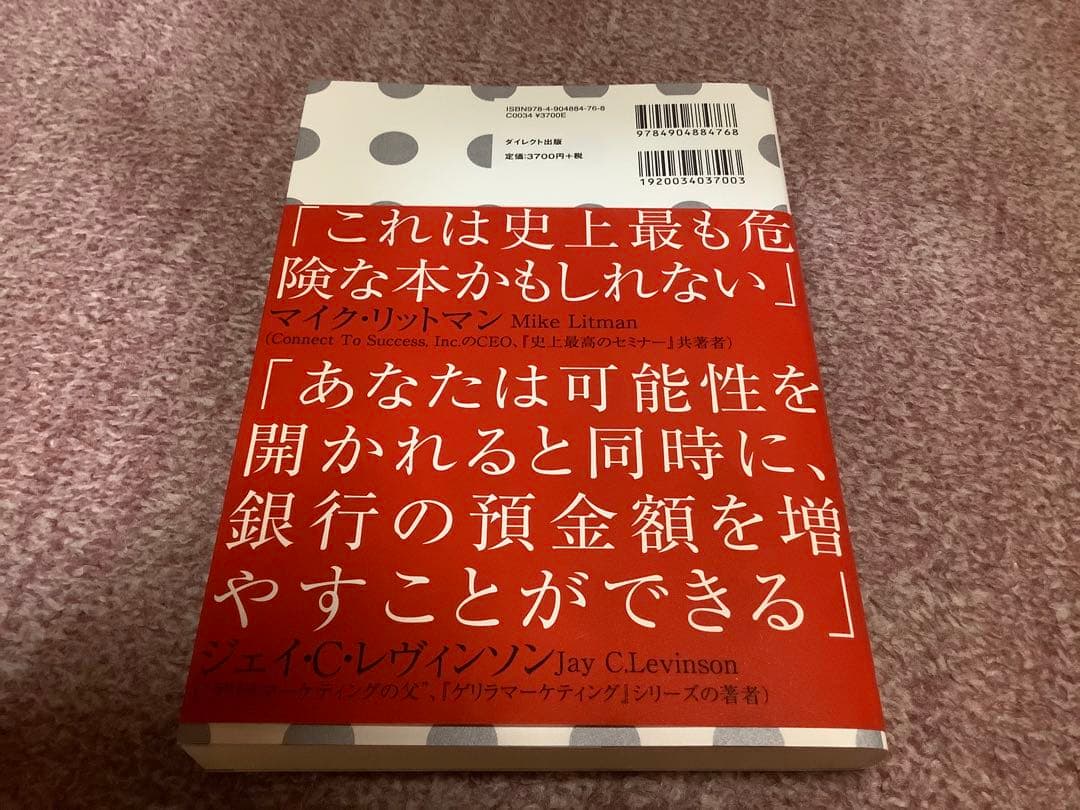 ISBN978-4-904884-76-8
C0034 ¥3700E
9784904884768
ダイレクト出版
定価:3700円+税
1920034037003
「これは史上最も危
険な本かもしれない」
マイク・リットマン Mike Litman
(Connect To Success, Inc.のCEO、『史上最高のセミナー』共著者)
「あなたは可能性を
開かれると同時に、
銀行の預金額を増
やすことができる」
ジェイ・C・レヴィンソン Jay C.Levinson
マーケティングの父”、『ゲリラマーケティング』シリーズの著者)